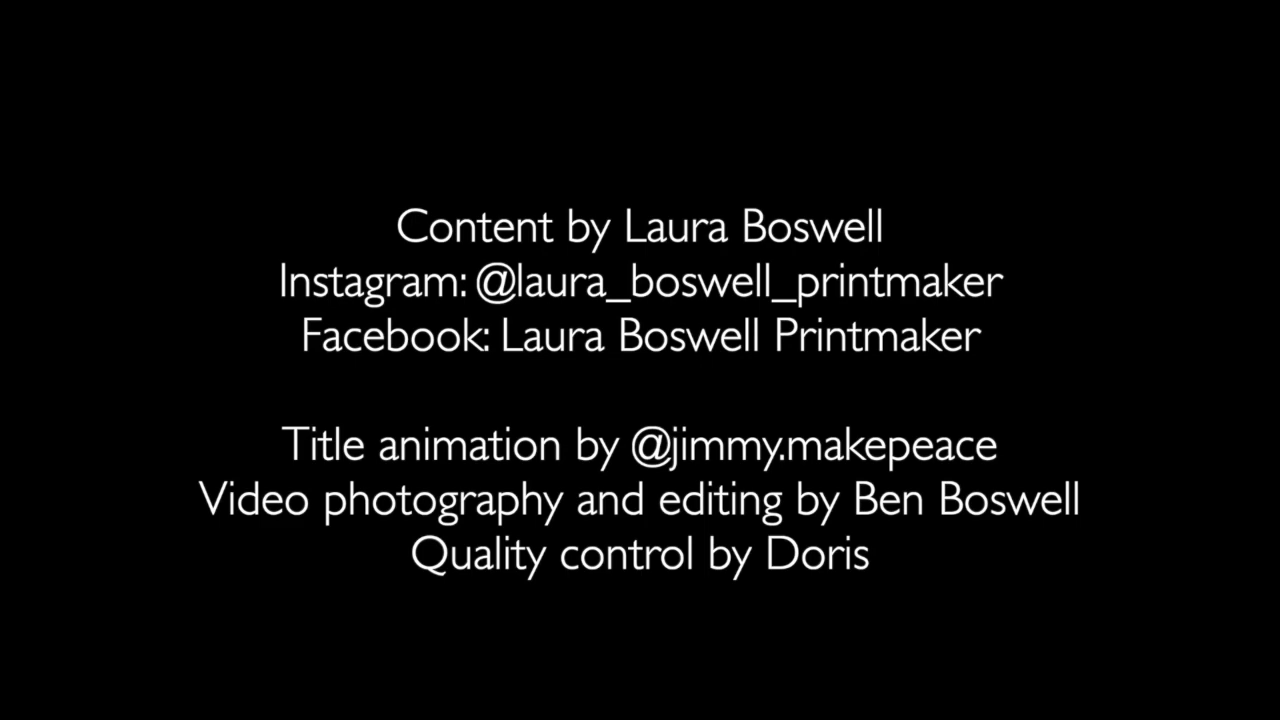 Content by Laura Boswell
Instagram: @laura_boswell_printmaker
Facebook: Laura Boswell Printmaker
Title animation by @jimmy.makepeace
Video photography and editing by Ben Boswell
Quality control by Doris